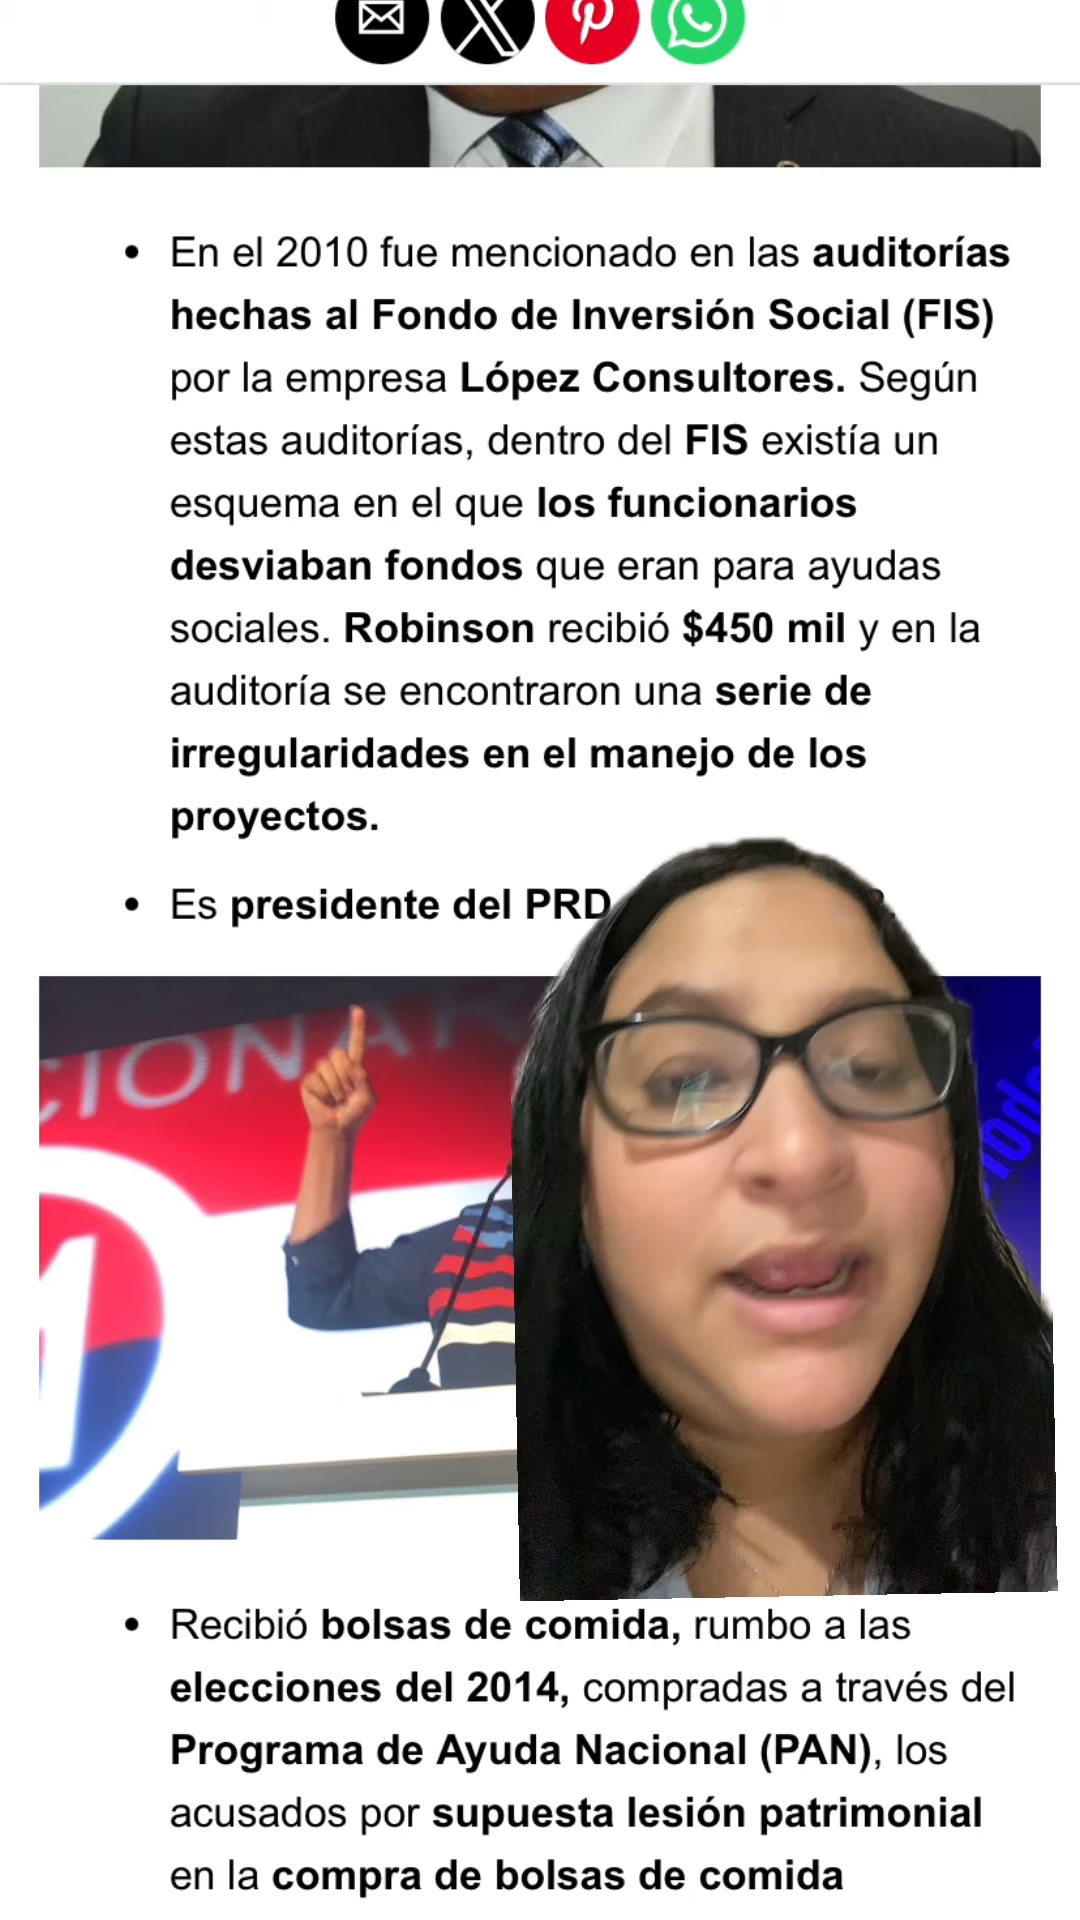 En el 2010 fue mencionado en las auditorías
hechas al Fondo de Inversión Social (FIS)
por la empresa López Consultores. Según
estas auditorías, dentro del FIS existía un
esquema en el que los funcionarios
desviaban fondos que eran para ayudas
sociales. Robinson recibió $450 mil y en la
auditoría se encontraron una serie de
irregularidades en el manejo de los
proyectos.
Es presidente del PRD
CIONAR
Recibió bolsas de comida, rumbo a las
elecciones del 2014, compradas a través del
Programa de Ayuda Nacional (PAN), los
acusados por supuesta lesión patrimonial
en la compra de bolsas de comida